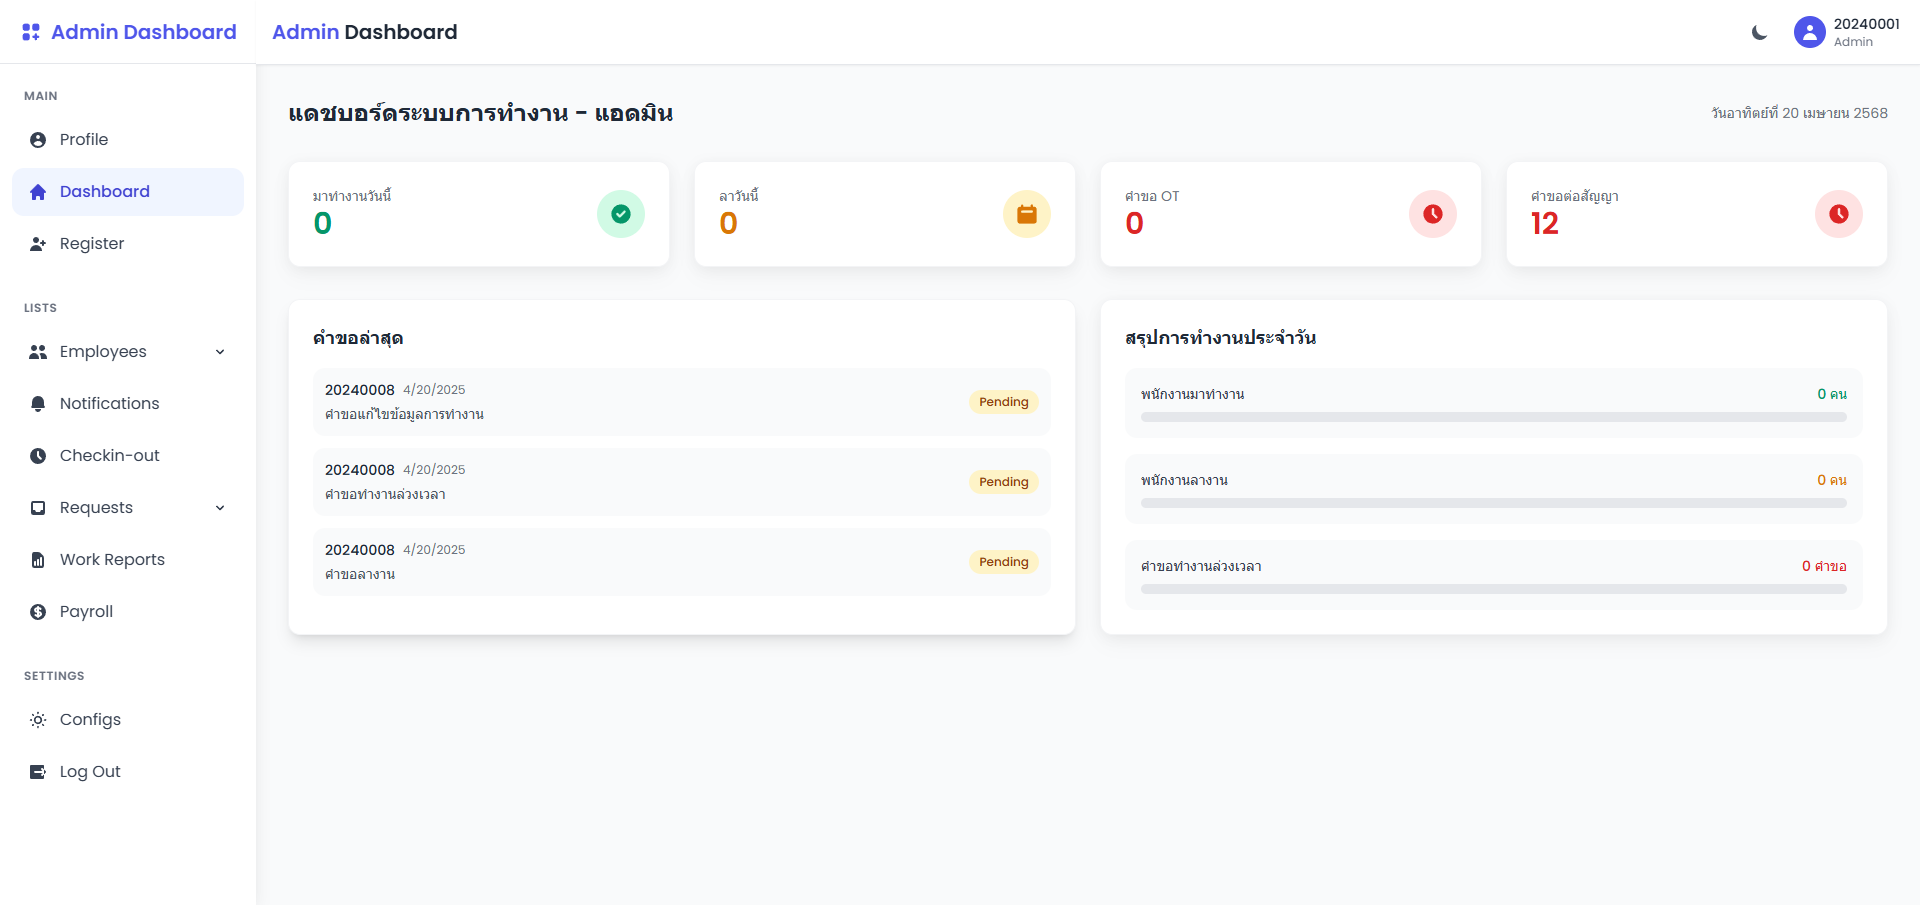 Admin Dashboard
Admin Dashboard
20240001
Admin
MAIN
Profile
Dashboard
Register
LISTS
Employees
Notifications
Checkin-out
Requests
Work Reports
Payroll
SETTINGS
Configs
Log Out
แดชบอร์ดระบบการทำงาน - แอดมิน
วันอาทิตย์ที่ 20 เมษายน 2568
มาทำงานวันนี้
0
ลาวันนี้
0
คำขอ OT
0
คำขอต่อสัญญา
12
คำขอล่าสุด
20240008 4/20/2025
คำขอแก้ไขข้อมูลการทำงาน
Pending
20240008 4/20/2025
คำขอทำงานล่วงเวลา
Pending
20240008 4/20/2025
คำขอลางาน
Pending
สรุปการทำงานประจำวัน
พนักงานมาทำงาน 0 คน
พนักงานลางาน 0 คน
คำขอทำงานล่วงเวลา 0 คำขอ